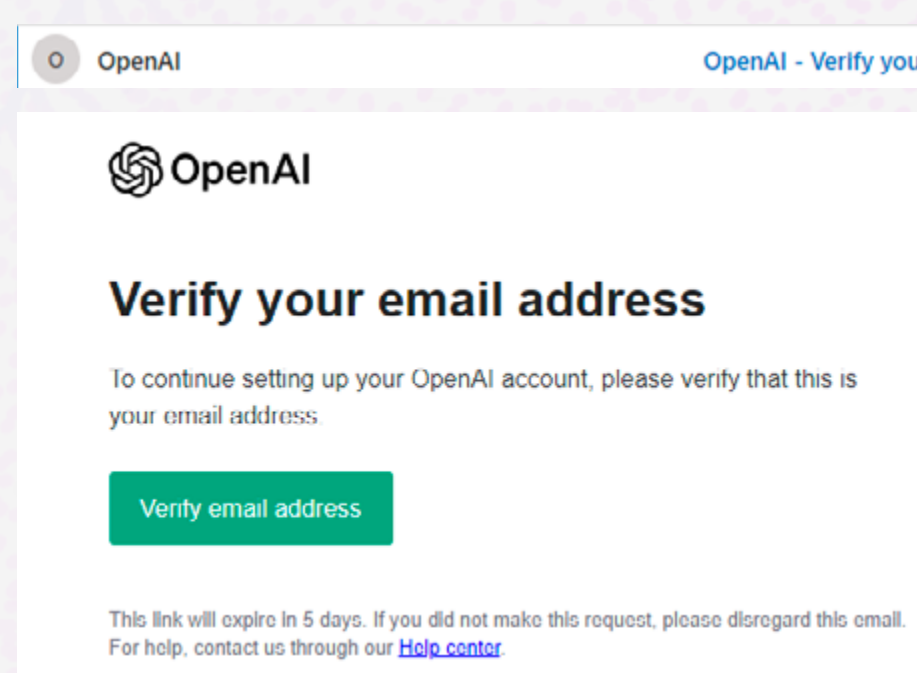 O OpenAI OpenAI - Verify you
OpenAI
Verify your email address
To continue setting up your OpenAI account, please verify that this is
your email address.
Verify email address
This link will expire in 5 days. If you did not make this request, please disregard this email.
For help, contact us through our Help center.